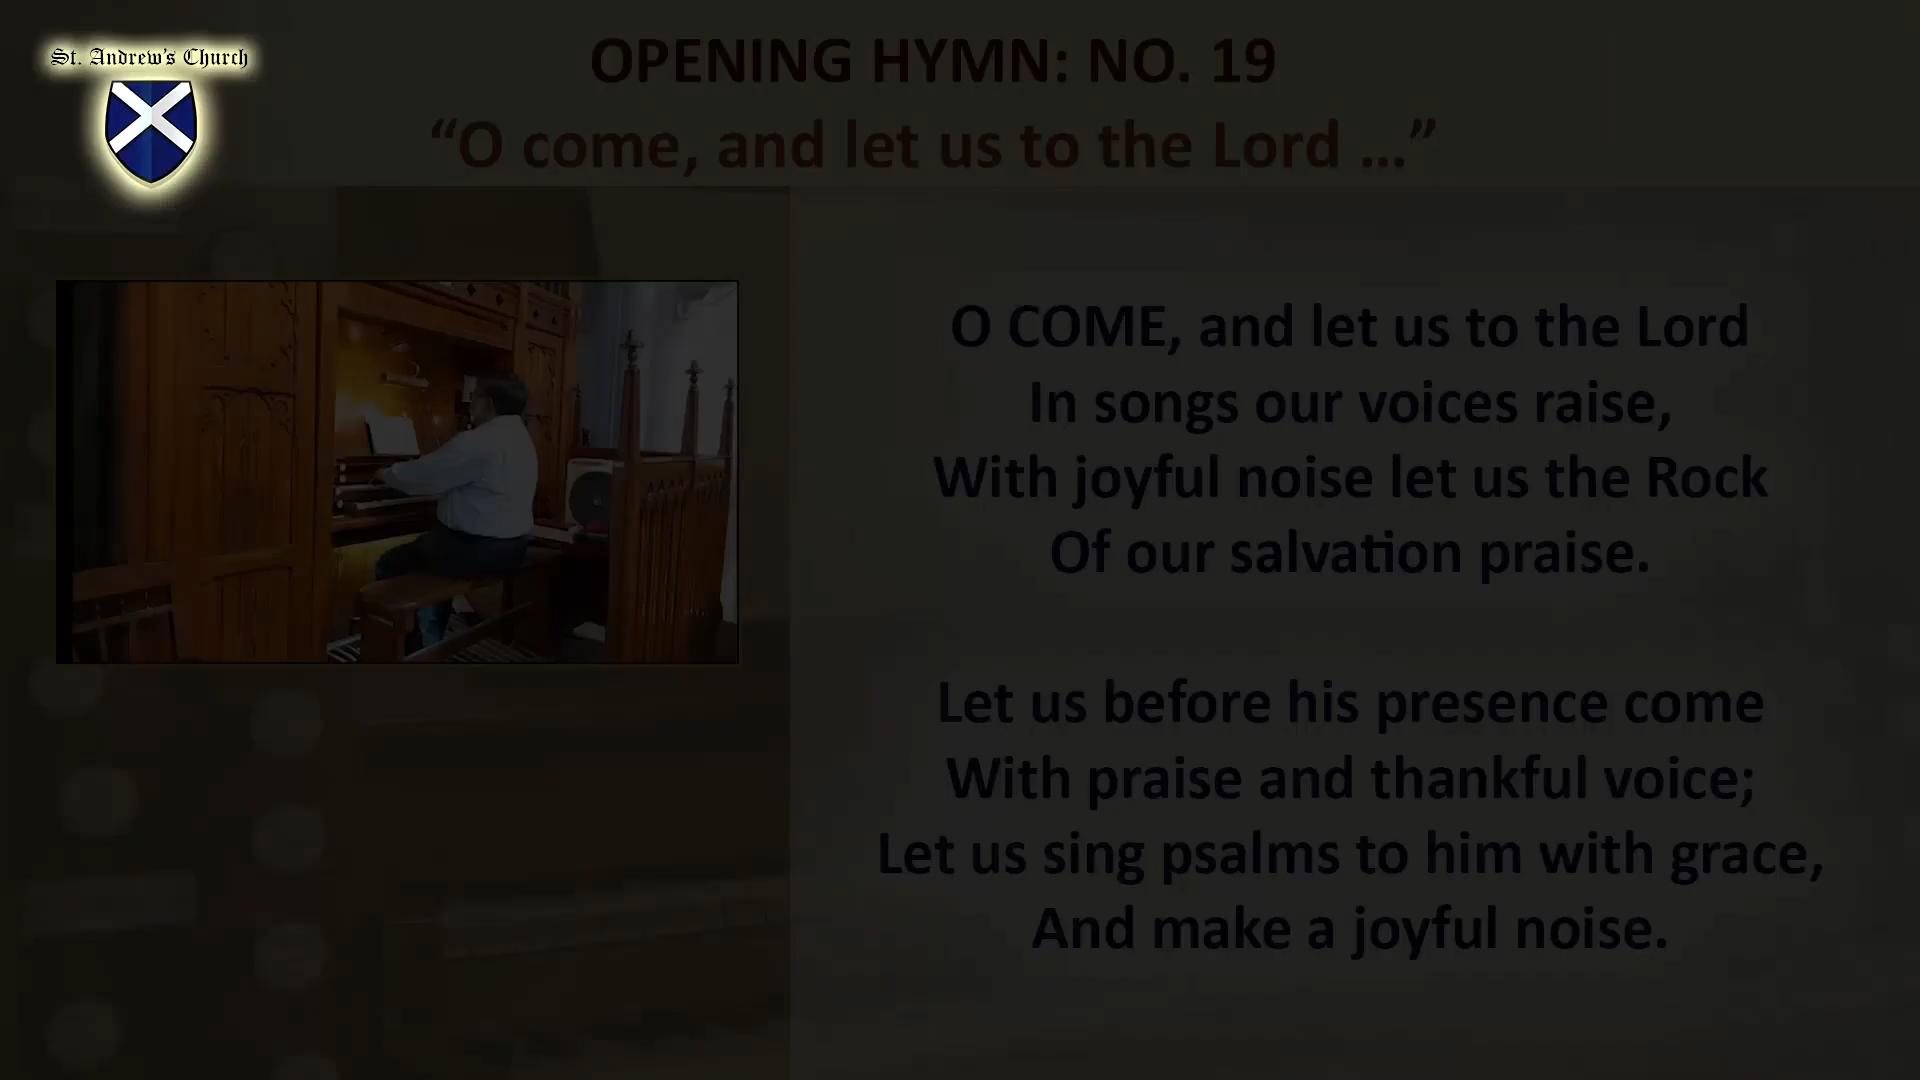 St. Andrew's Church
OPENING HYMN: NO. 19
“O come, and let us to the Lord ...”
O COME, and let us to the Lord
In songs our voices raise,
With joyful noise let us the Rock
Of our salvation praise.
Let us before his presence come
With praise and thankful voice;
Let us sing psalms to him with grace,
And make a joyful noise.